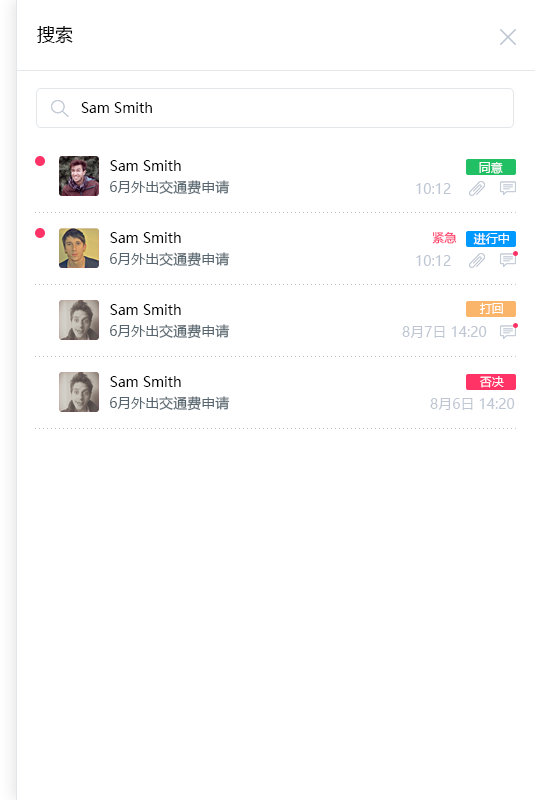 搜索
Sam Smith
Sam Smith 同意
6月外出交通费申请 10:12
Sam Smith 紧急 进行中
6月外出交通费申请 10:12
Sam Smith 打回
6月外出交通费申请 8月7日 14:20
Sam Smith 否决
6月外出交通费申请 8月6日 14:20